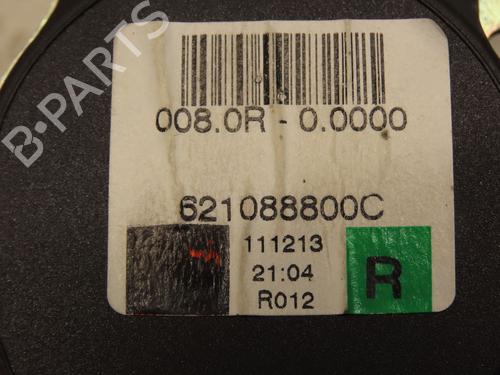 008.0R - 0.0000
621088800C
111213
21:04
R012
R
B-PARTS